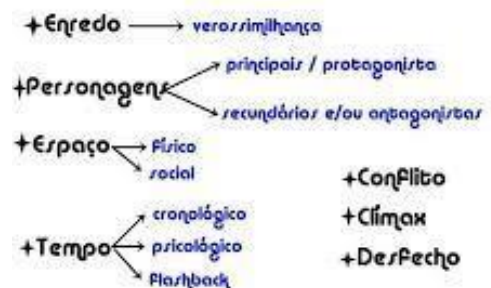 +Enredo → verossimilhança
+Personagens → principais / protagonista
→ secundários e/ou antagonistas
+Espaço → físico
→ social
+Tempo → cronológico
→ psicológico
→ flashback
+Conflito
+Clímax
+Desfecho